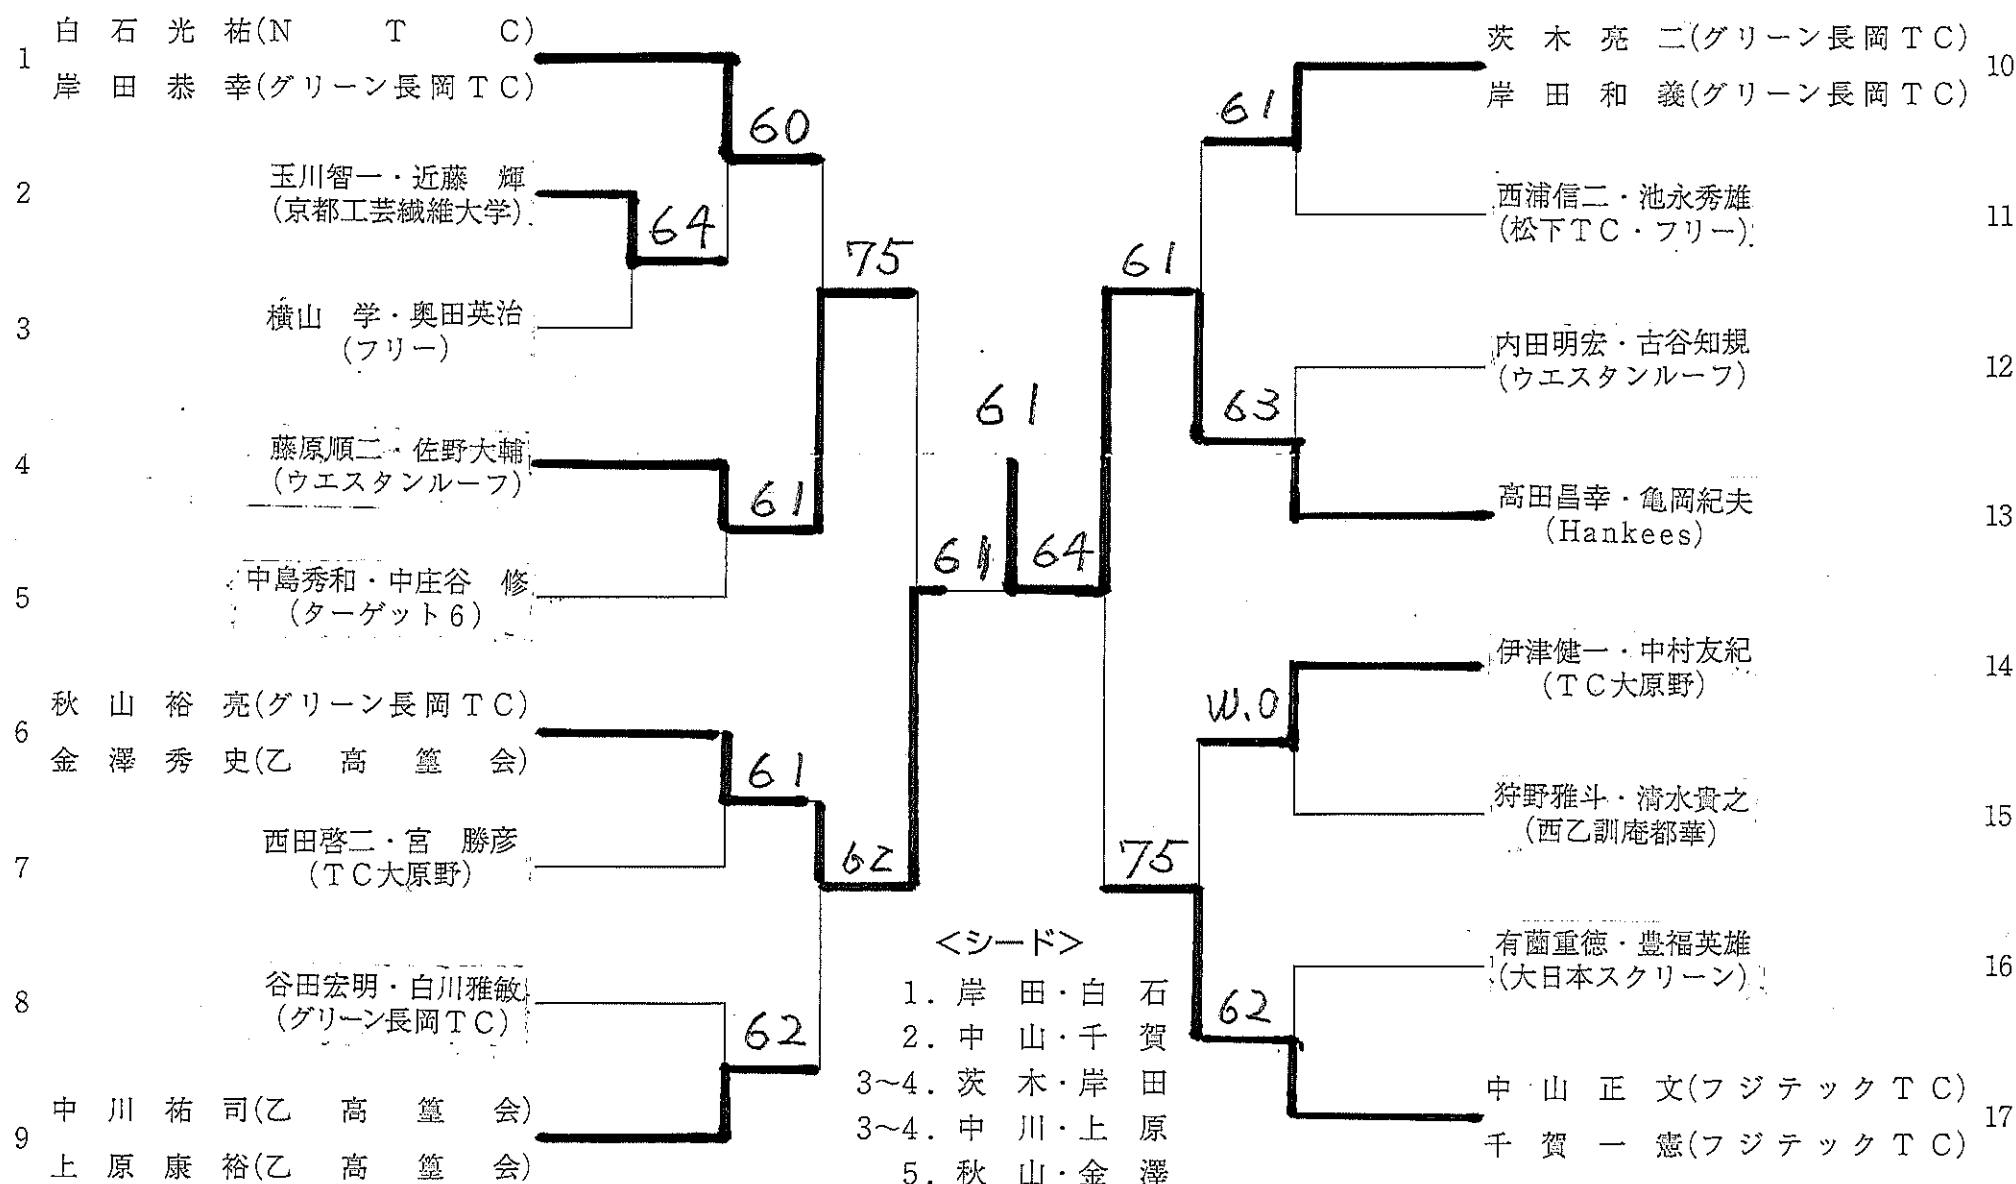 白石光祐(NTC)
1
岸田恭幸(グリーン長岡TC)
60
2
玉川智一・近藤 輝
(京都工芸繊維大学)
64
75
3
横山 学・奥田英治
(フリー)
4
藤原順二・佐野大輔
(ウエスタンルーフ)
61
5
中島秀和・中庄谷 修
(ターゲット6)
61
秋山裕亮(グリーン長岡TC)
6
金澤秀史(乙高篁会)
61
7
西田啓二・宮 勝彦
(TC大原野)
62
8
谷田宏明・白川雅敏
(グリーン長岡TC)
62
中川祐司(乙高篁会)
9
上原康裕(乙高篁会)
61
64
<シード>
1. 岸 田・白 石
2. 中 山・千 賀
3~4. 茨 木・岸 田
3~4. 中 川・上 原
5. 秋 山・金 澤
茨木亮二(グリーン長岡TC)
10
岸田和義(グリーン長岡TC)
61
西浦信二・池永秀雄
(松下TC・フリー)
11
61
内田明宏・古谷知規
(ウエスタンルーフ)
12
63
高田昌幸・亀岡紀夫
(Hankees)
13
伊津健一・中村友紀
(TC大原野)
14
W.O
狩野雅斗・清水貴之
(西乙訓庵都華)
15
75
有薗重徳・豊福英雄
(大日本スクリーン)
16
62
中山正文(フジテックTC)
17
千賀一憲(フジテックTC)